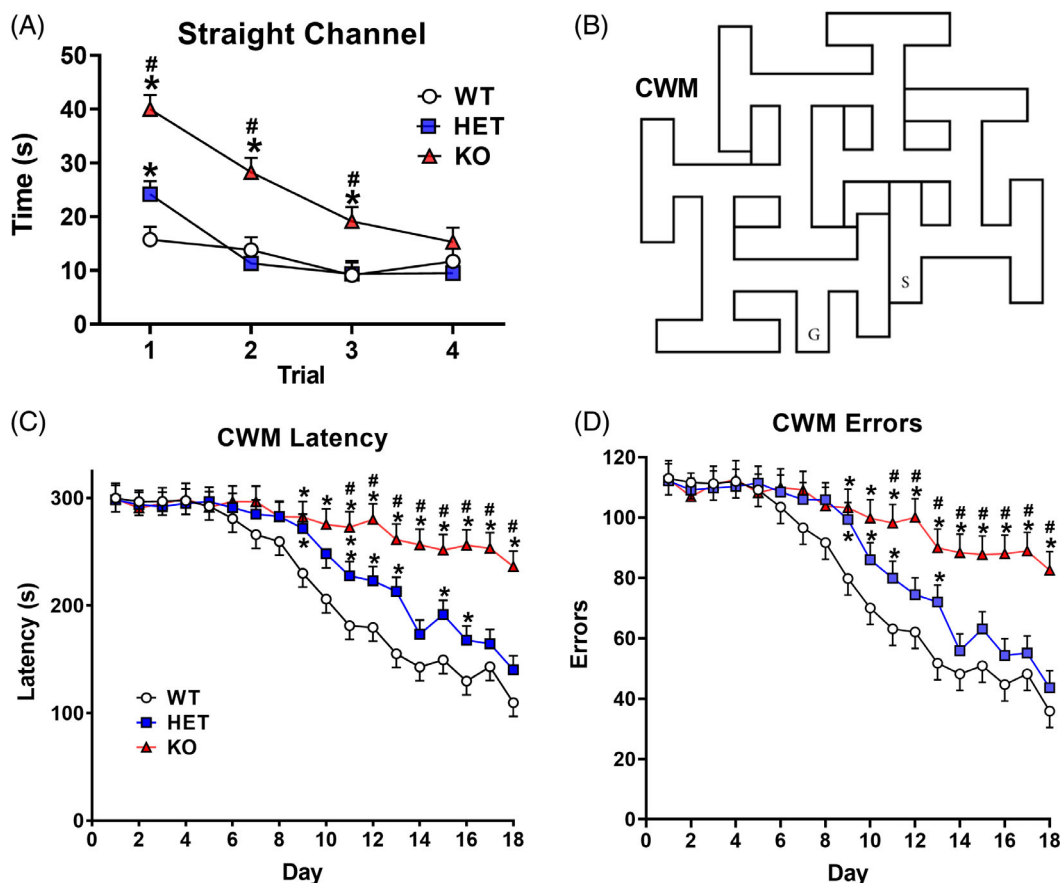 (A)
Straight Channel
50
40
30
20
10
0
Time (s)
# * # * # * *
WT
HET
KO
1 2 3 4
Trial
(B)
CWM
S
G
(C)
CWM Latency
300
200
100
Latency (s)
* * # * # * # * # * # * # * # * # *
* * * * * * *
WT
HET
KO
0 2 4 6 8 10 12 14 16 18
Day
(D)
CWM Errors
120
100
80
60
40
20
0
Errors
* * # * # * # * # * # * # * # * # *
* * * *
0 2 4 6 8 10 12 14 16 18
Day